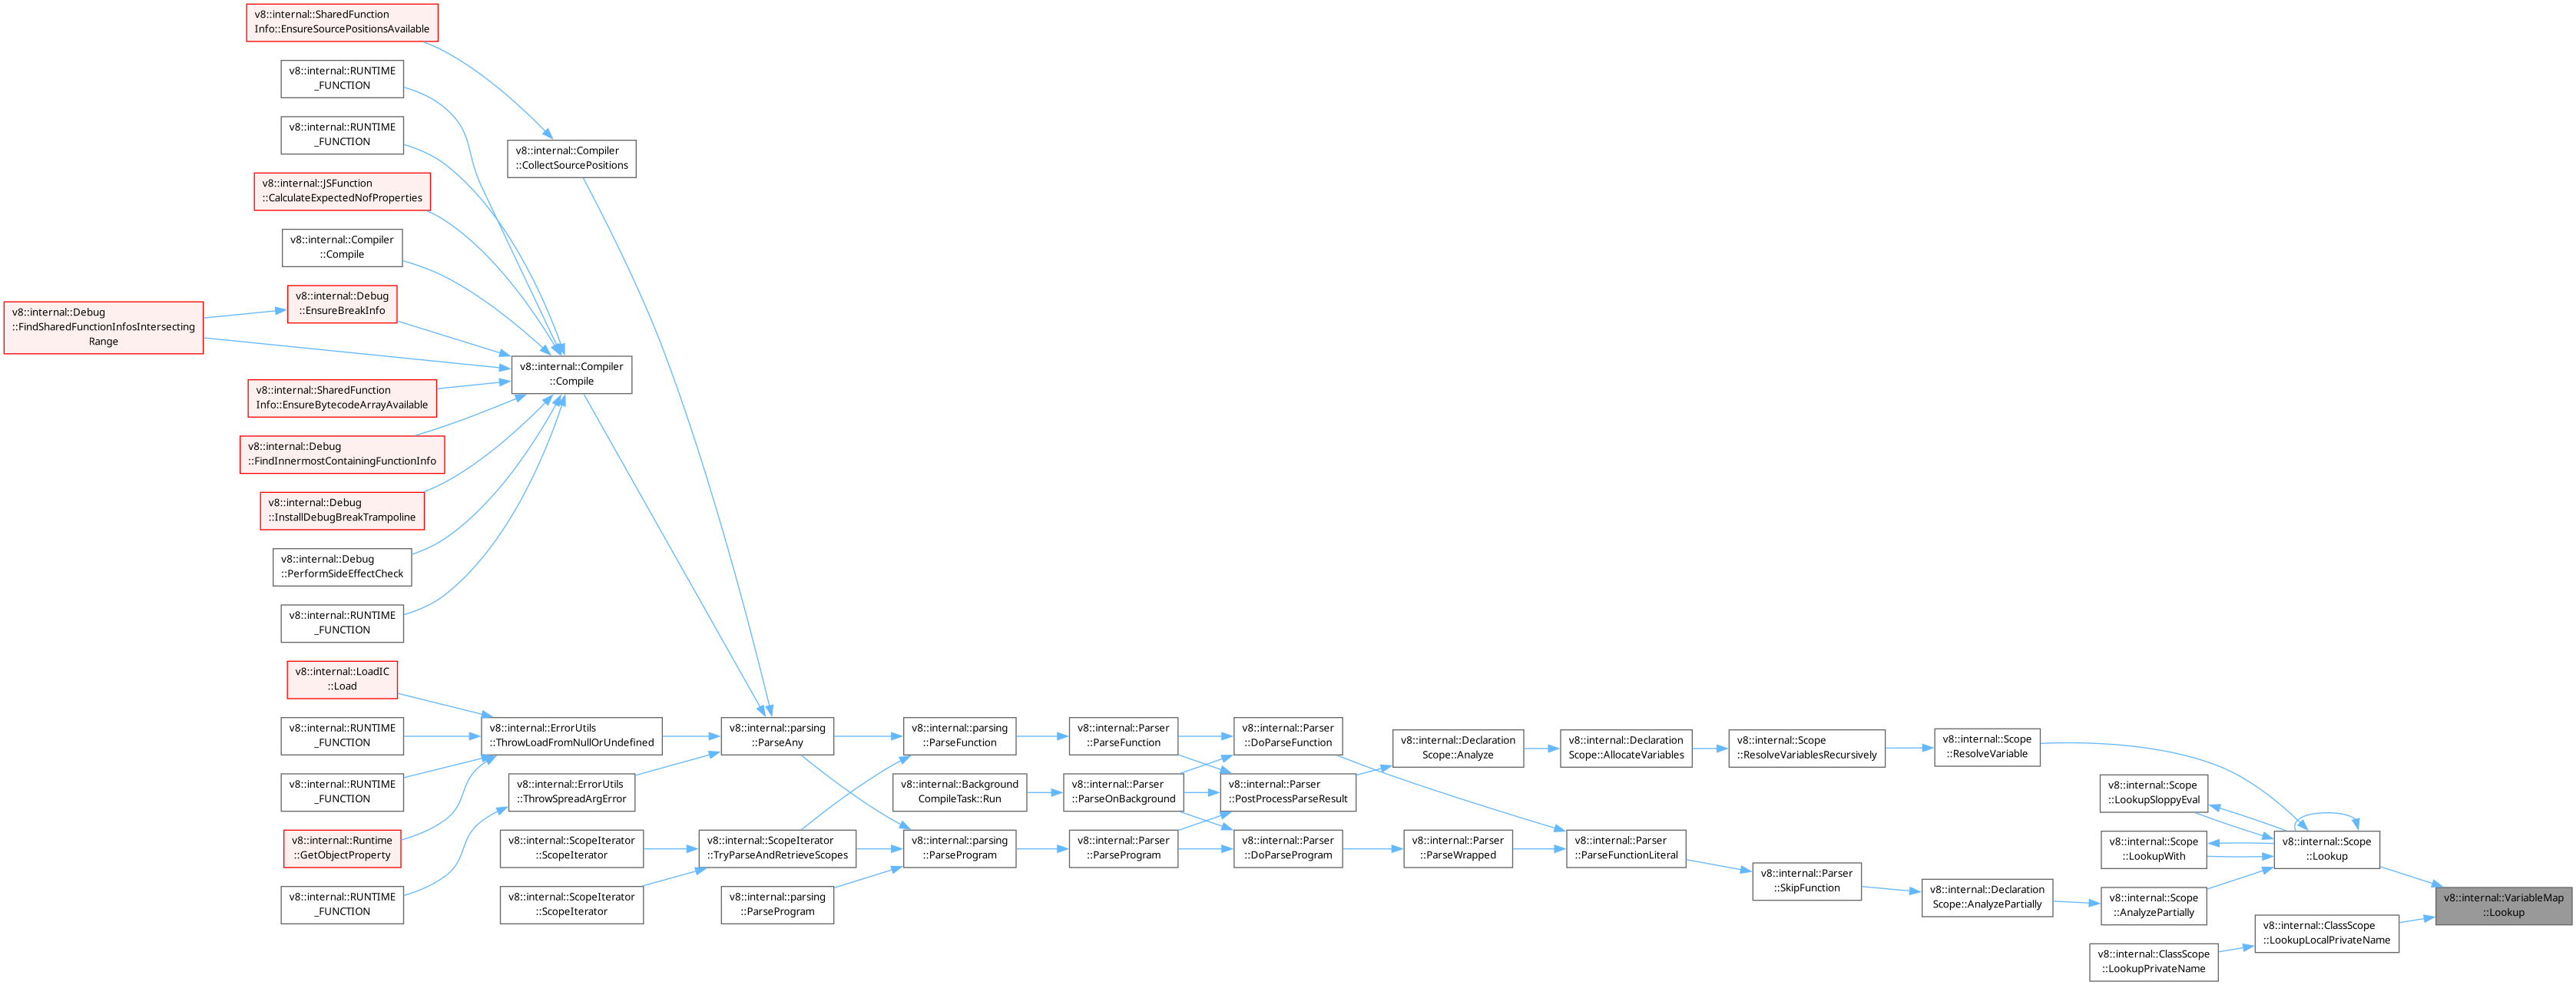 v8::internal::SharedFunction
Info::EnsureSourcePositionsAvailable
v8::internal::RUNTIME
_FUNCTION
v8::internal::RUNTIME
_FUNCTION
v8::internal::JSFunction
::CalculateExpectedNofProperties
v8::internal::Compiler
::Compile
v8::internal::Debug
::EnsureBreakInfo
v8::internal::Debug
::FindSharedFunctionInfosIntersecting
Range
v8::internal::SharedFunction
Info::EnsureBytecodeArrayAvailable
v8::internal::Debug
::FindInnermostContainingFunctionInfo
v8::internal::Debug
::InstallDebugBreakTrampoline
v8::internal::Debug
::PerformSideEffectCheck
v8::internal::RUNTIME
_FUNCTION
v8::internal::LoadIC
::Load
v8::internal::RUNTIME
_FUNCTION
v8::internal::RUNTIME
_FUNCTION
v8::internal::Runtime
::GetObjectProperty
v8::internal::RUNTIME
_FUNCTION
v8::internal::Compiler
::CollectSourcePositions
v8::internal::Compiler
::Compile
v8::internal::ErrorUtils
::ThrowLoadFromNullOrUndefined
v8::internal::ErrorUtils
::ThrowSpreadArgError
v8::internal::ScopeIterator
::ScopeIterator
v8::internal::ScopeIterator
::ScopeIterator
v8::internal::parsing
::ParseAny
v8::internal::ScopeIterator
::TryParseAndRetrieveScopes
v8::internal::parsing
::ParseProgram
v8::internal::parsing
::ParseFunction
v8::internal::Background
CompileTask::Run
v8::internal::parsing
::ParseProgram
v8::internal::Parser
::ParseFunction
v8::internal::Parser
::ParseOnBackground
v8::internal::Parser
::ParseProgram
v8::internal::Parser
::DoParseFunction
v8::internal::Parser
::PostProcessParseResult
v8::internal::Parser
::DoParseProgram
v8::internal::Declaration
Scope::Analyze
v8::internal::Parser
::ParseWrapped
v8::internal::Declaration
Scope::AllocateVariables
v8::internal::Parser
::ParseFunctionLiteral
v8::internal::Scope
::ResolveVariablesRecursively
v8::internal::Parser
::SkipFunction
v8::internal::Scope
::ResolveVariable
v8::internal::Declaration
Scope::AnalyzePartially
v8::internal::Scope
::LookupSloppyEval
v8::internal::Scope
::LookupWith
v8::internal::Scope
::AnalyzePartially
v8::internal::ClassScope
::LookupPrivateName
v8::internal::Scope
::Lookup
v8::internal::ClassScope
::LookupLocalPrivateName
v8::internal::VariableMap
::Lookup